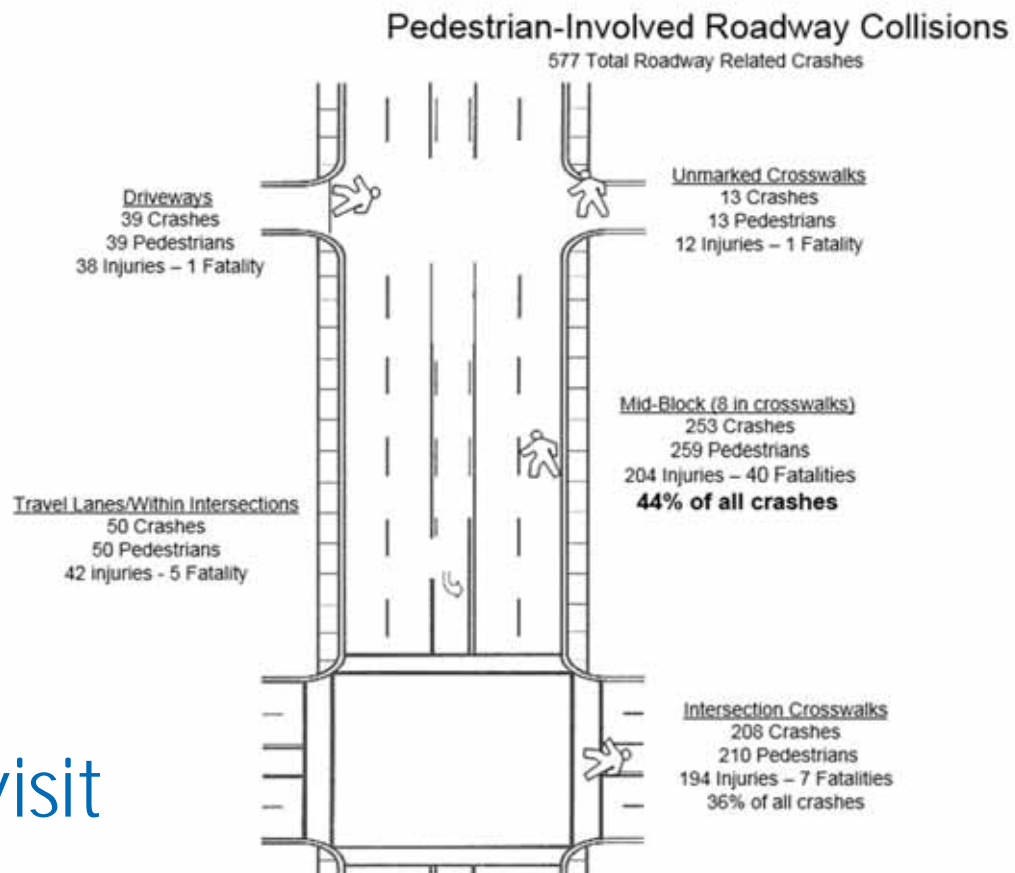 Pedestrian-Involved Roadway Collisions
577 Total Roadway Related Crashes
Driveways
39 Crashes
39 Pedestrians
38 Injuries – 1 Fatality
Unmarked Crosswalks
13 Crashes
13 Pedestrians
12 Injuries – 1 Fatality
Mid-Block (8 in crosswalks)
253 Crashes
259 Pedestrians
204 Injuries – 40 Fatalities
44% of all crashes
Travel Lanes/Within Intersections
50 Crashes
50 Pedestrians
42 injuries - 5 Fatality
Intersection Crosswalks
208 Crashes
210 Pedestrians
194 Injuries – 7 Fatalities
36% of all crashes
visit